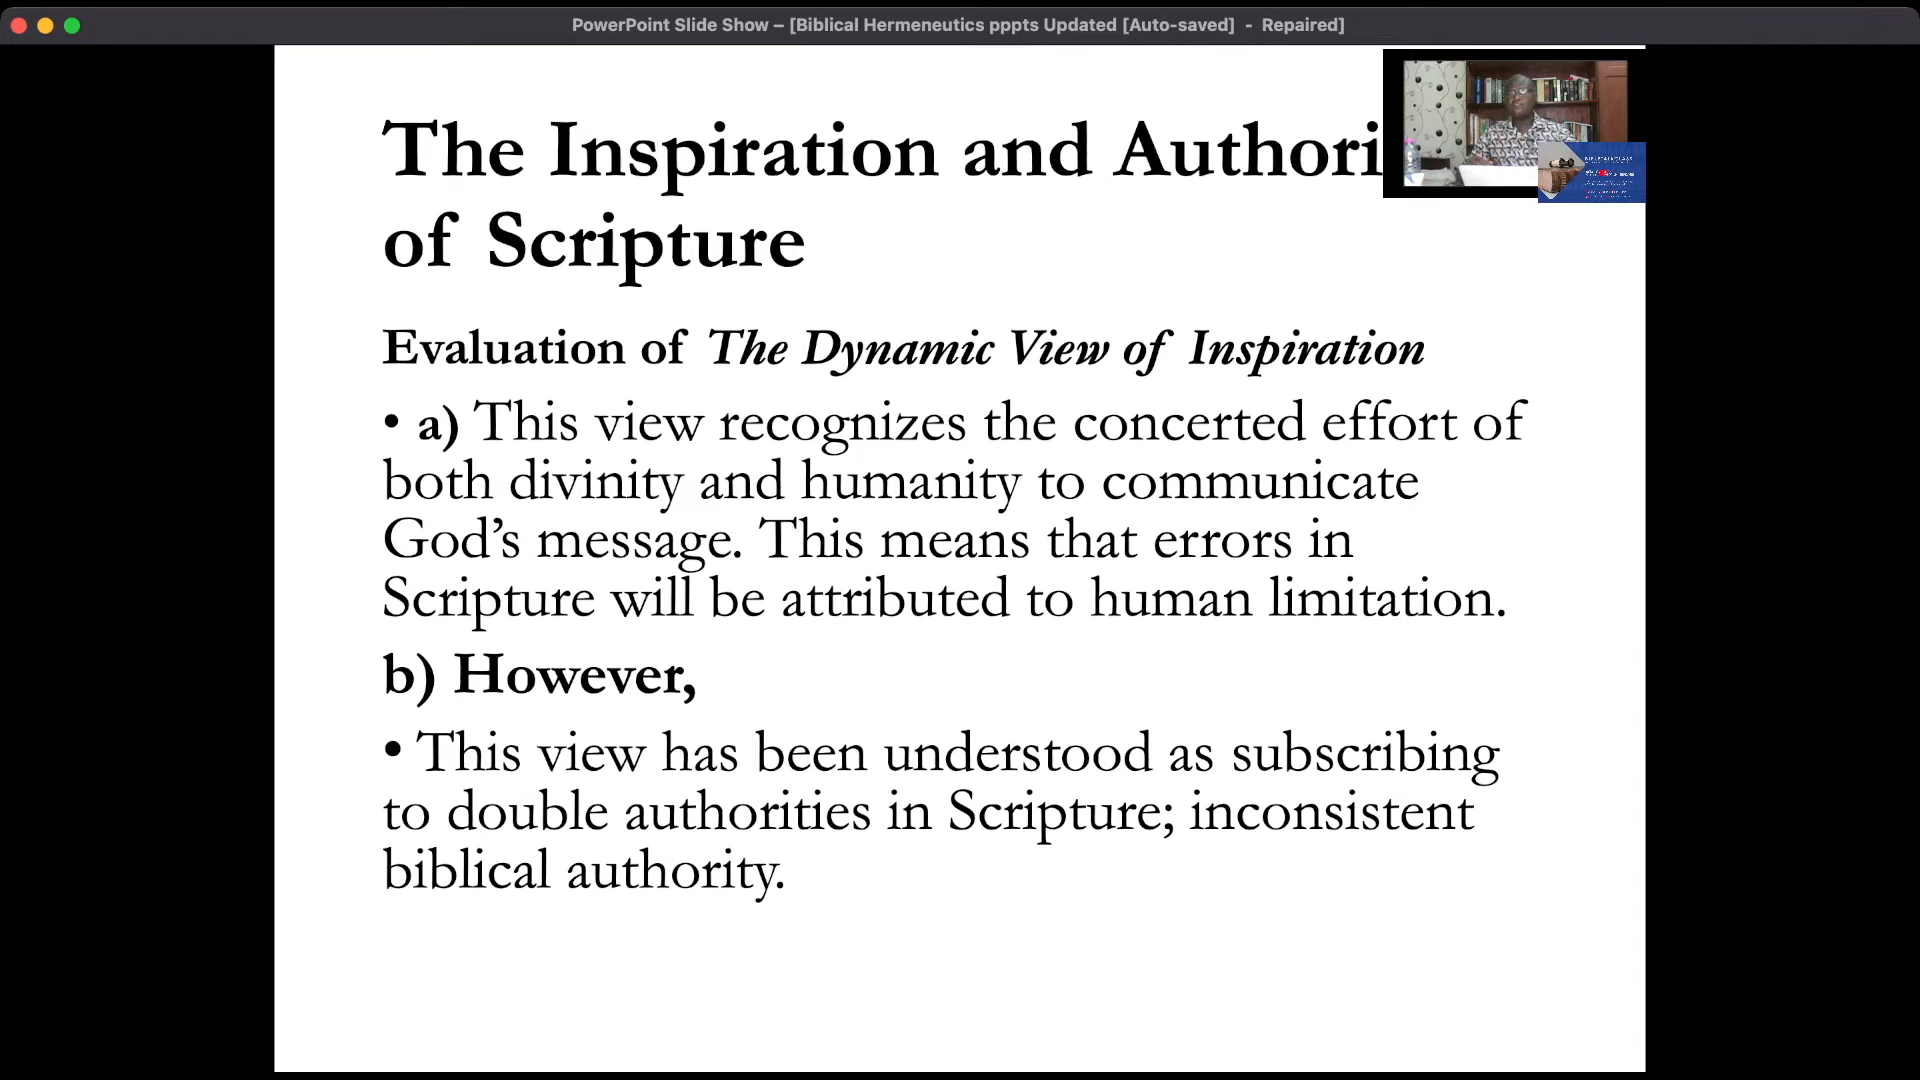 PowerPoint Slide Show – [Biblical Hermeneutics pppts Updated [Auto-saved] - Repaired]
The Inspiration and Authori
of Scripture
Evaluation of The Dynamic View of Inspiration
• a) This view recognizes the concerted effort of
both divinity and humanity to communicate
God’s message. This means that errors in
Scripture will be attributed to human limitation.
b) However,
• This view has been understood as subscribing
to double authorities in Scripture; inconsistent
biblical authority.